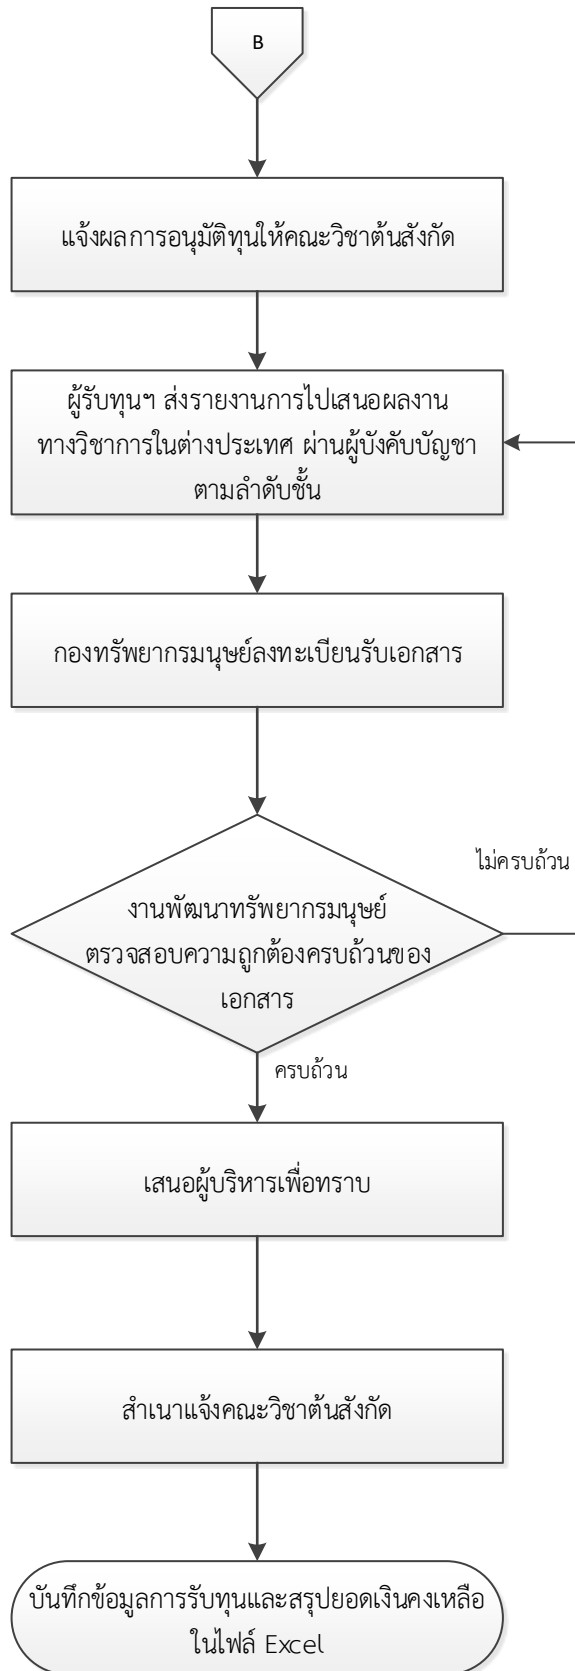 B
แจ้งผลการอนุมัติทุนให้คณะวิชาต้นสังกัด
ผู้รับทุนฯ ส่งรายงานการไปเสนอผลงาน
ทางวิชาการในต่างประเทศ ผ่านผู้บังคับบัญชา
ตามลำดับชั้น
กองทรัพยากรมนุษย์ลงทะเบียนรับเอกสาร
ไม่ครบถ้วน
งานพัฒนาทรัพยากรมนุษย์
ตรวจสอบความถูกต้องครบถ้วนของ
เอกสาร
ครบถ้วน
เสนอผู้บริหารเพื่อทราบ
สำเนาแจ้งคณะวิชาต้นสังกัด
บันทึกข้อมูลการรับทุนและสรุปยอดเงินคงเหลือ
ในไฟล์ Excel